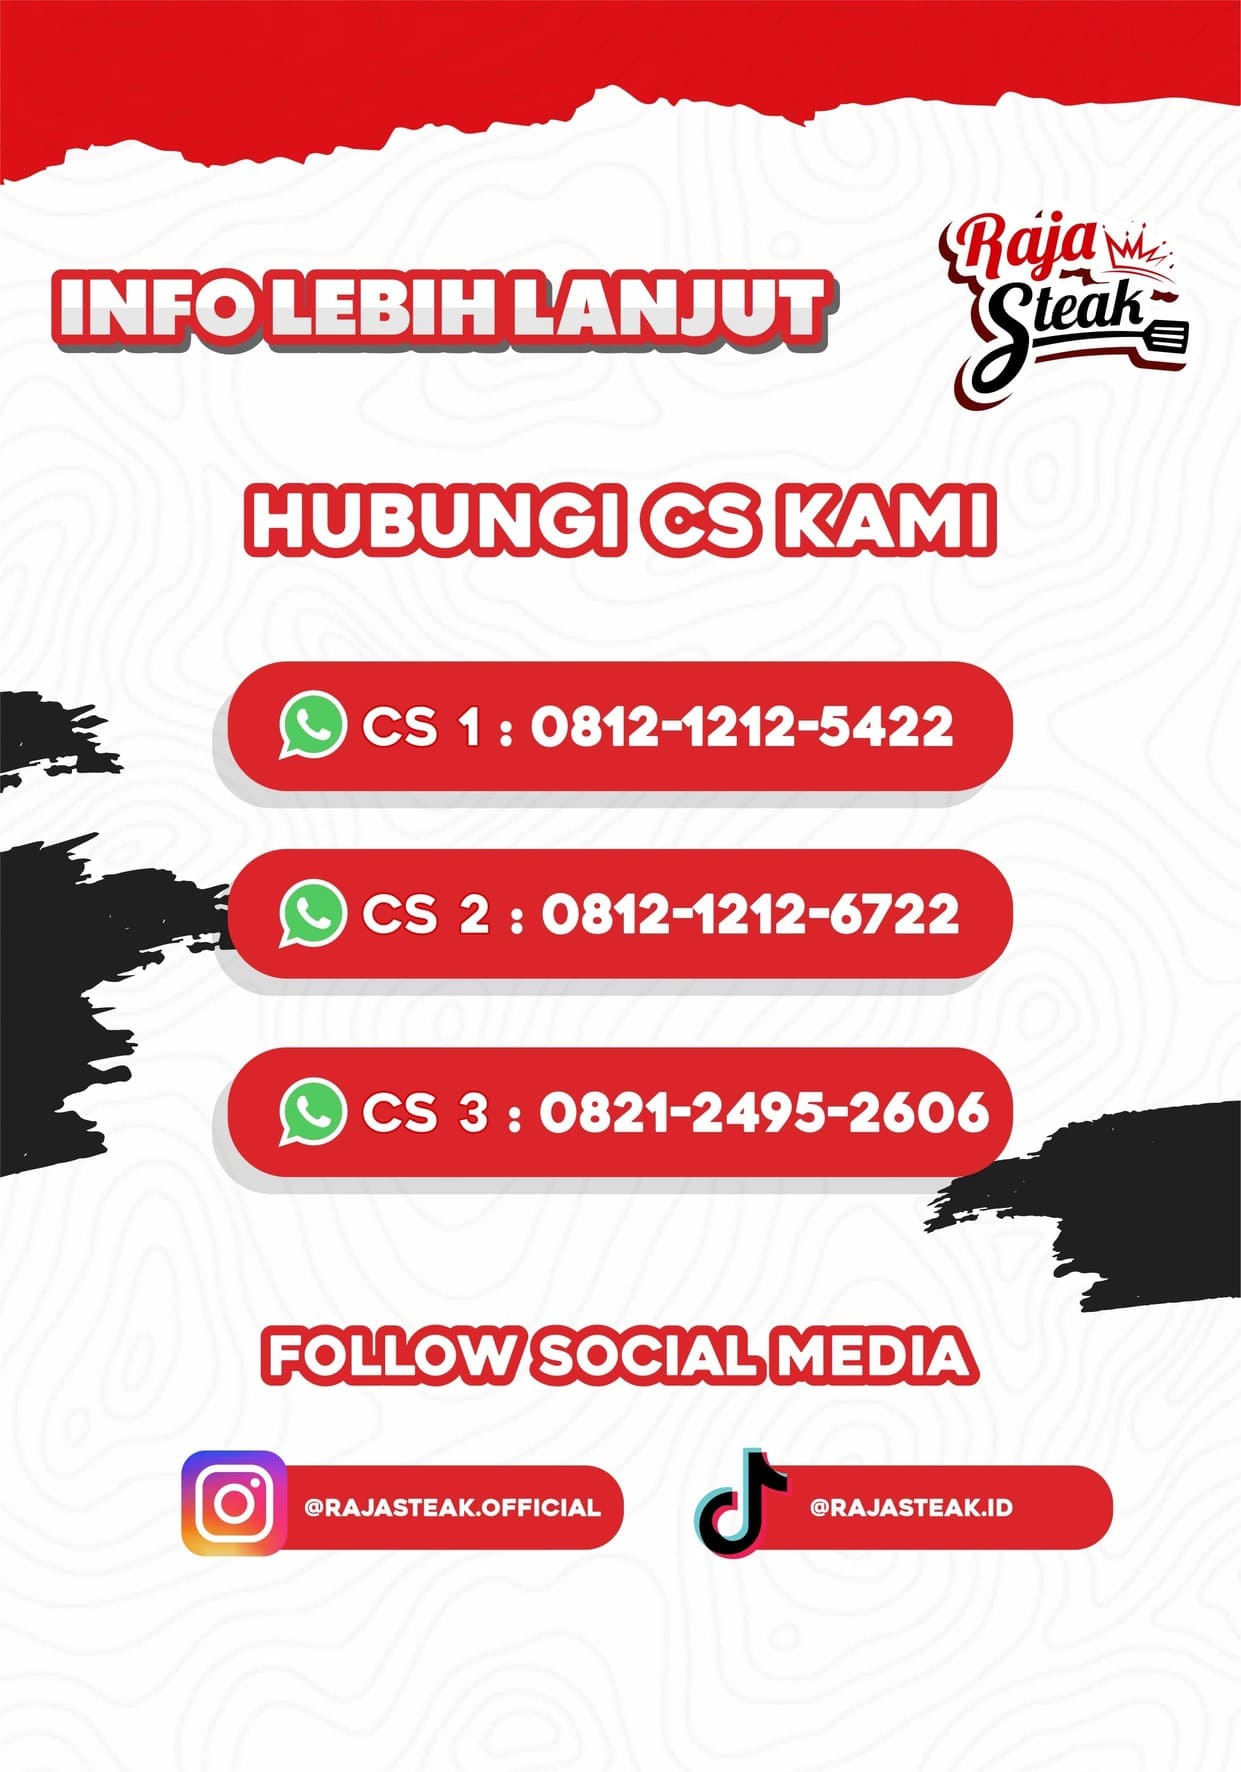 INFO LEBIH LANJUT
Raja
Steak
HUBUNGI CS KAMI
CS 1 : 0812-1212-5422
CS 2 : 0812-1212-6722
CS 3 : 0821-2495-2606
FOLLOW SOCIAL MEDIA
@RAJASTEAK.OFFICIAL
@RAJASTEAK.ID